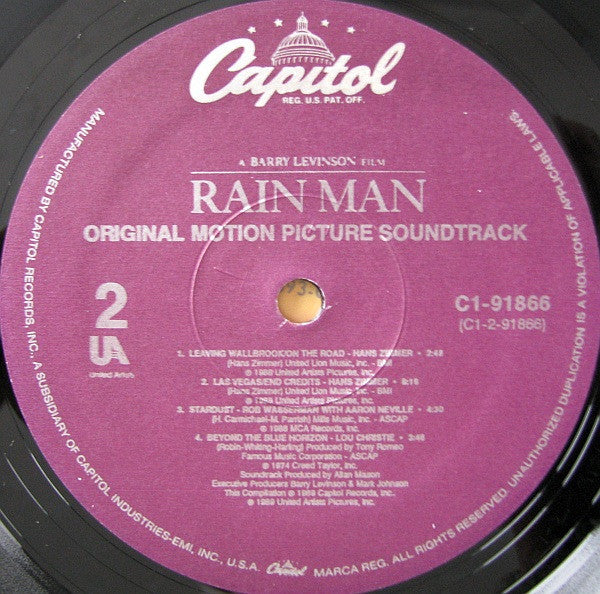 Capitol
REG. U.S. PAT. OFF.
A BARRY LEVINSON FILM
RAIN MAN
ORIGINAL MOTION PICTURE SOUNDTRACK
2
UA
United Artists
C1-91866
(C1-2-91866)
1. LEAVING WALLBROOK/ON THE ROAD - HANS ZIMMER • 2:48
(Hans Zimmer) United Lion Music, Inc. - BMI
℗ 1988 United Artists Pictures, Inc.
2. LAS VEGAS/END CREDITS - HANS ZIMMER • 8:16
(Hans Zimmer) United Lion Music, Inc. - BMI
United Artists Pictures, Inc.
3. STARDUST - ROB WASSERMAN WITH AARON NEVILLE • 4:30
(H. Carmichael-M. Parrish) Mills Music, Inc. - ASCAP
℗ 1988 MCA Records, Inc.
4. BEYOND THE BLUE HORIZON - LOU CHRISTIE • 3:48
(Robin-Whiting-Harling) Produced by Tony Romeo
Famous Music Corporation - ASCAP
℗ 1974 Creed Taylor, Inc.
Soundtrack Produced by Allan Mason
Executive Producers Barry Levinson & Mark Johnson
This Compilation ℗ 1989 Capitol Records, Inc.
© 1989 United Artists Pictures, Inc.
MANUFACTURED BY CAPITOL RECORDS, INC., A SUBSIDIARY OF CAPITOL INDUSTRIES-EMI, INC., U.S.A.
Capitol
MARCA REG. ALL RIGHTS RESERVED. UNAUTHORIZED DUPLICATION IS A VIOLATION OF APPLICABLE LAWS.